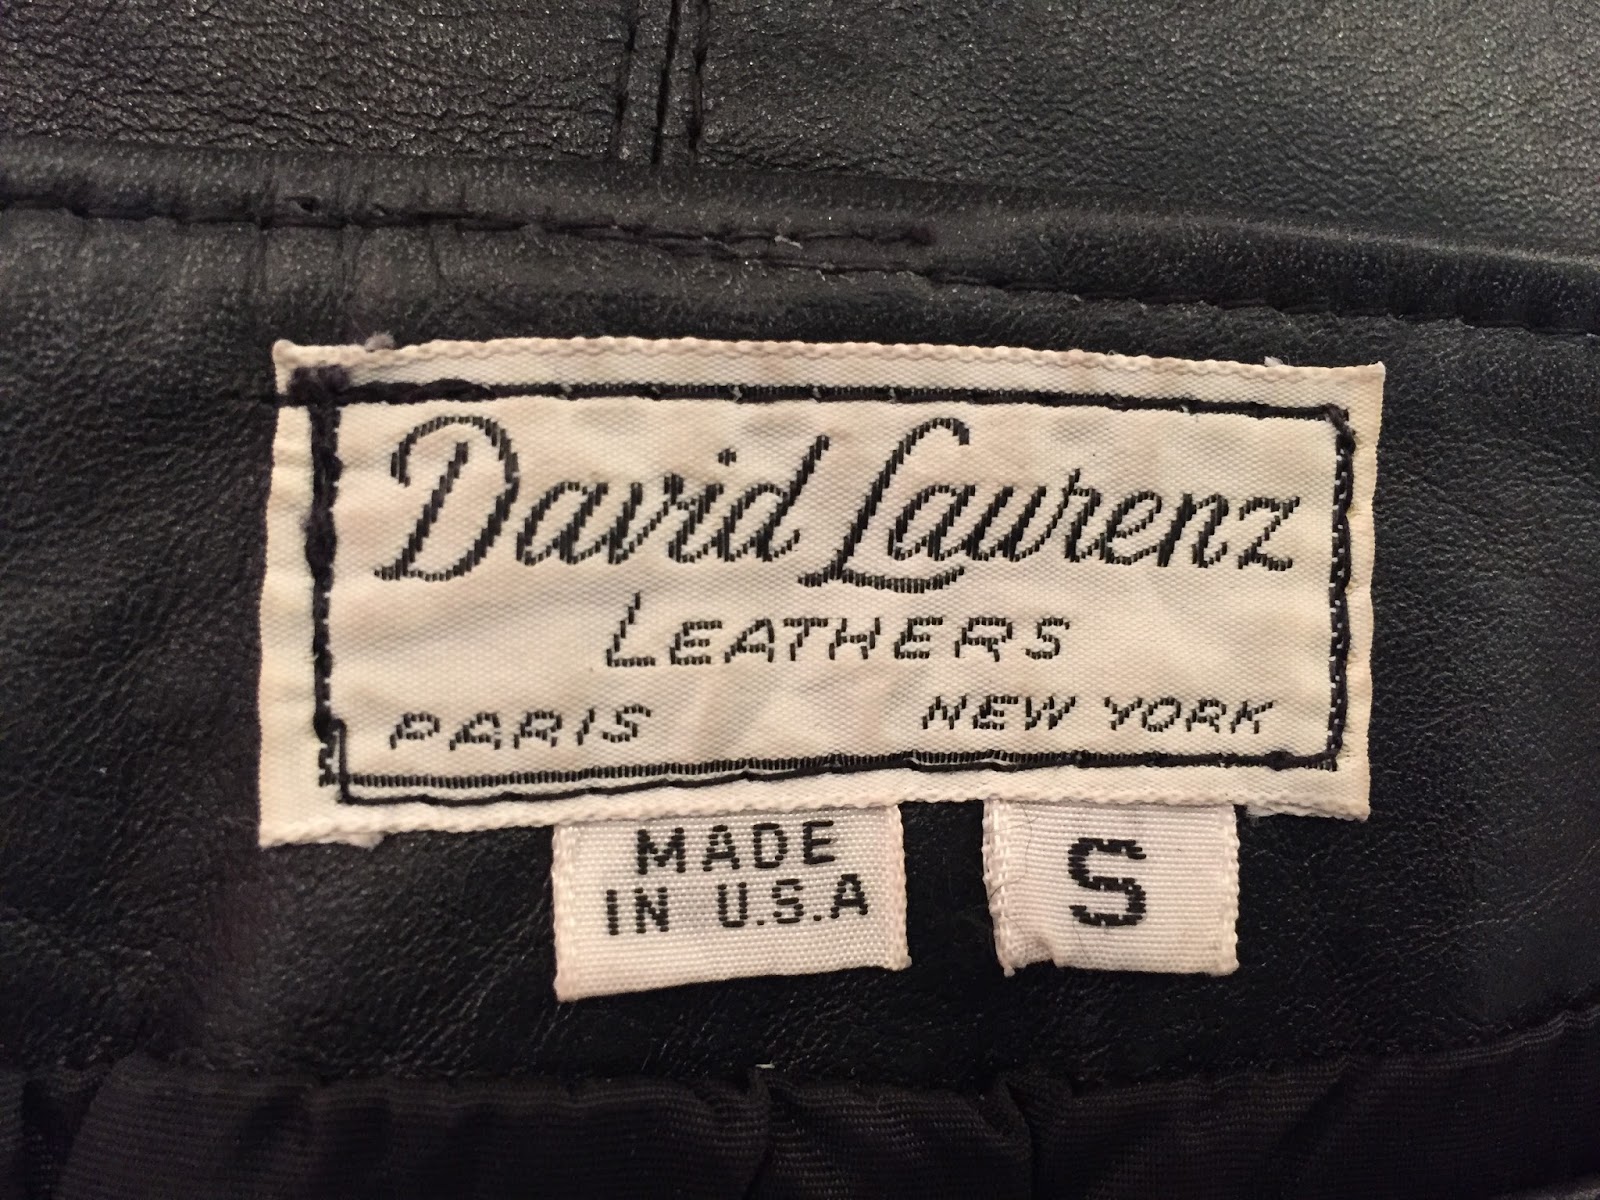 David Laurenz
LEATHERS
PARIS NEW YORK
MADE
IN U.S.A
S